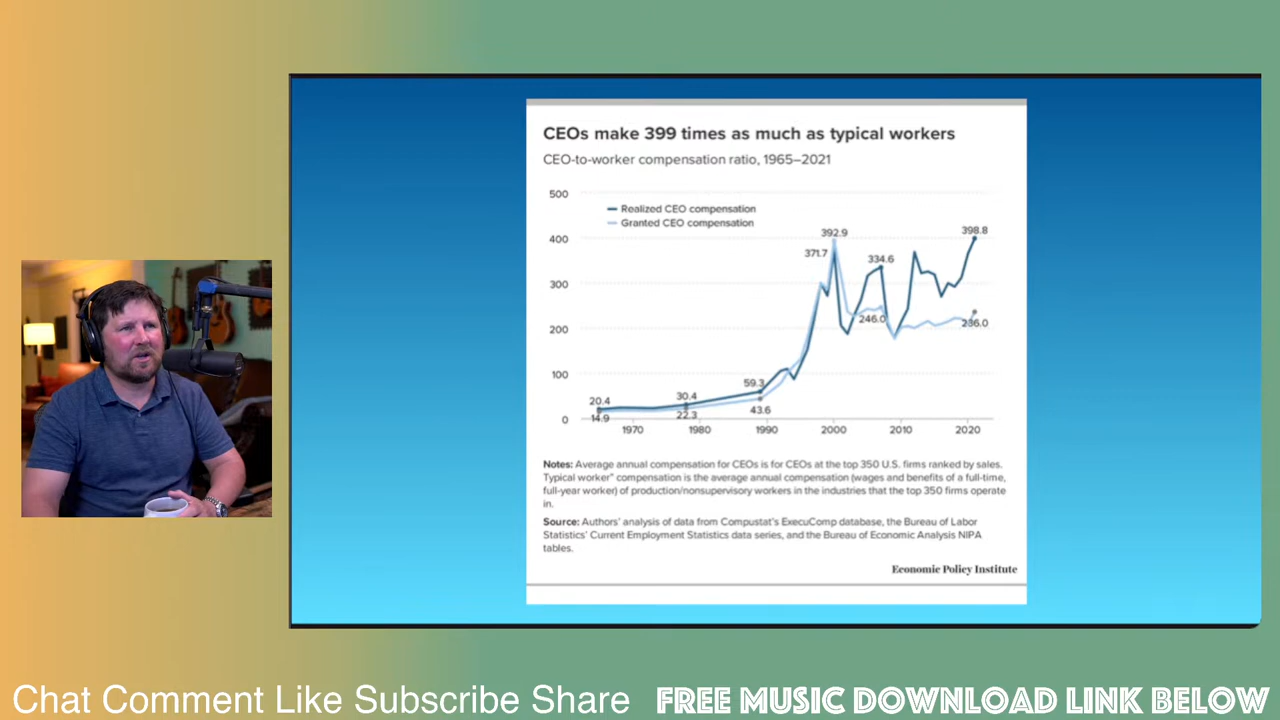 CEOs make 399 times as much as typical workers
CEO-to-worker compensation ratio, 1965–2021
500
Realized CEO compensation
Granted CEO compensation
392.9
398.8
400
371.7
334.6
300
246.0
236.0
200
100
59.3
20.4
30.4
43.6
14.9
22.3
0
1970 1980 1990 2000 2010 2020
Notes: Average annual compensation for CEOs is for CEOs at the top 350 U.S. firms ranked by sales.
Typical worker" compensation is the average annual compensation (wages and benefits of a full-time,
full-year worker) of production/nonsupervisory workers in the industries that the top 350 firms operate
in.
Source: Authors' analysis of data from Compustat's ExecuComp database, the Bureau of Labor
Statistics' Current Employment Statistics data series, and the Bureau of Economic Analysis NIPA
tables.
Economic Policy Institute
Chat Comment Like Subscribe Share FREE MUSIC DOWNLOAD LINK BELOW